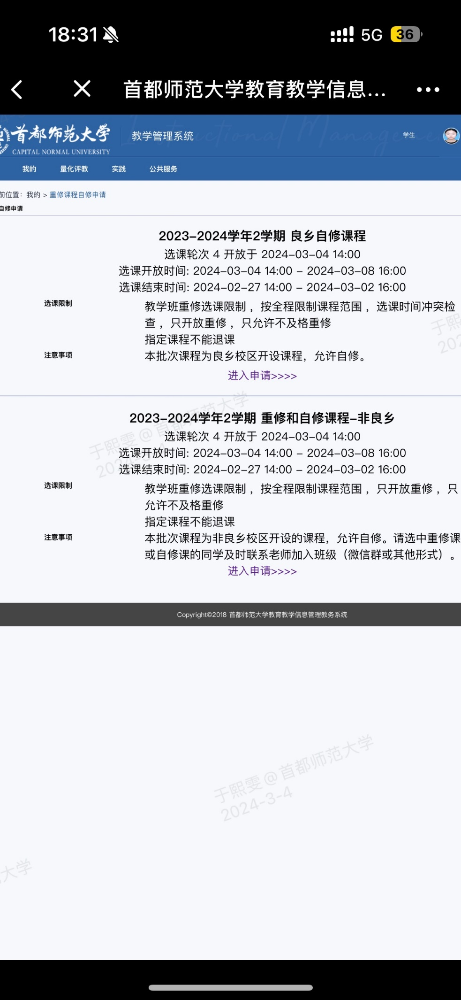 18:31
5G 36
首都师范大学教育教学信息...
首都师范大学
CAPITAL NORMAL UNIVERSITY
教学管理系统
学生
我的 量化评教 实践 公共服务
前位置：我的 > 重修课程自修申请
自修申请
2023-2024学年2学期 良乡自修课程
选课轮次 4 开放于 2024-03-04 14:00
选课开放时间: 2024-03-04 14:00 - 2024-03-08 16:00
选课结束时间: 2024-02-27 14:00 - 2024-03-02 16:00
选课限制
教学班重修选课限制 ，按全程限制课程范围 ，选课时间冲突检
查 ，只开放重修 ，只允许不及格重修
指定课程不能退课
注意事项
本批次课程为良乡校区开设课程，允许自修。
进入申请>>>>
2023-2024学年2学期 重修和自修课程-非良乡
选课轮次 4 开放于 2024-03-04 14:00
选课开放时间: 2024-03-04 14:00 - 2024-03-08 16:00
选课结束时间: 2024-02-27 14:00 - 2024-03-02 16:00
选课限制
教学班重修选课限制 ，按全程限制课程范围 ，只开放重修 ，只
允许不及格重修
指定课程不能退课
注意事项
本批次课程为非良乡校区开设的课程，允许自修。请选中重修课
或自修课的同学及时联系老师加入班级（微信群或其他形式）。
进入申请>>>>
Copyright©2018 首都师范大学教育教学信息管理教务系统
于熙雯@首都师范大学
2024-3-4
于熙雯@首都师范大学
2024-3-4
大学